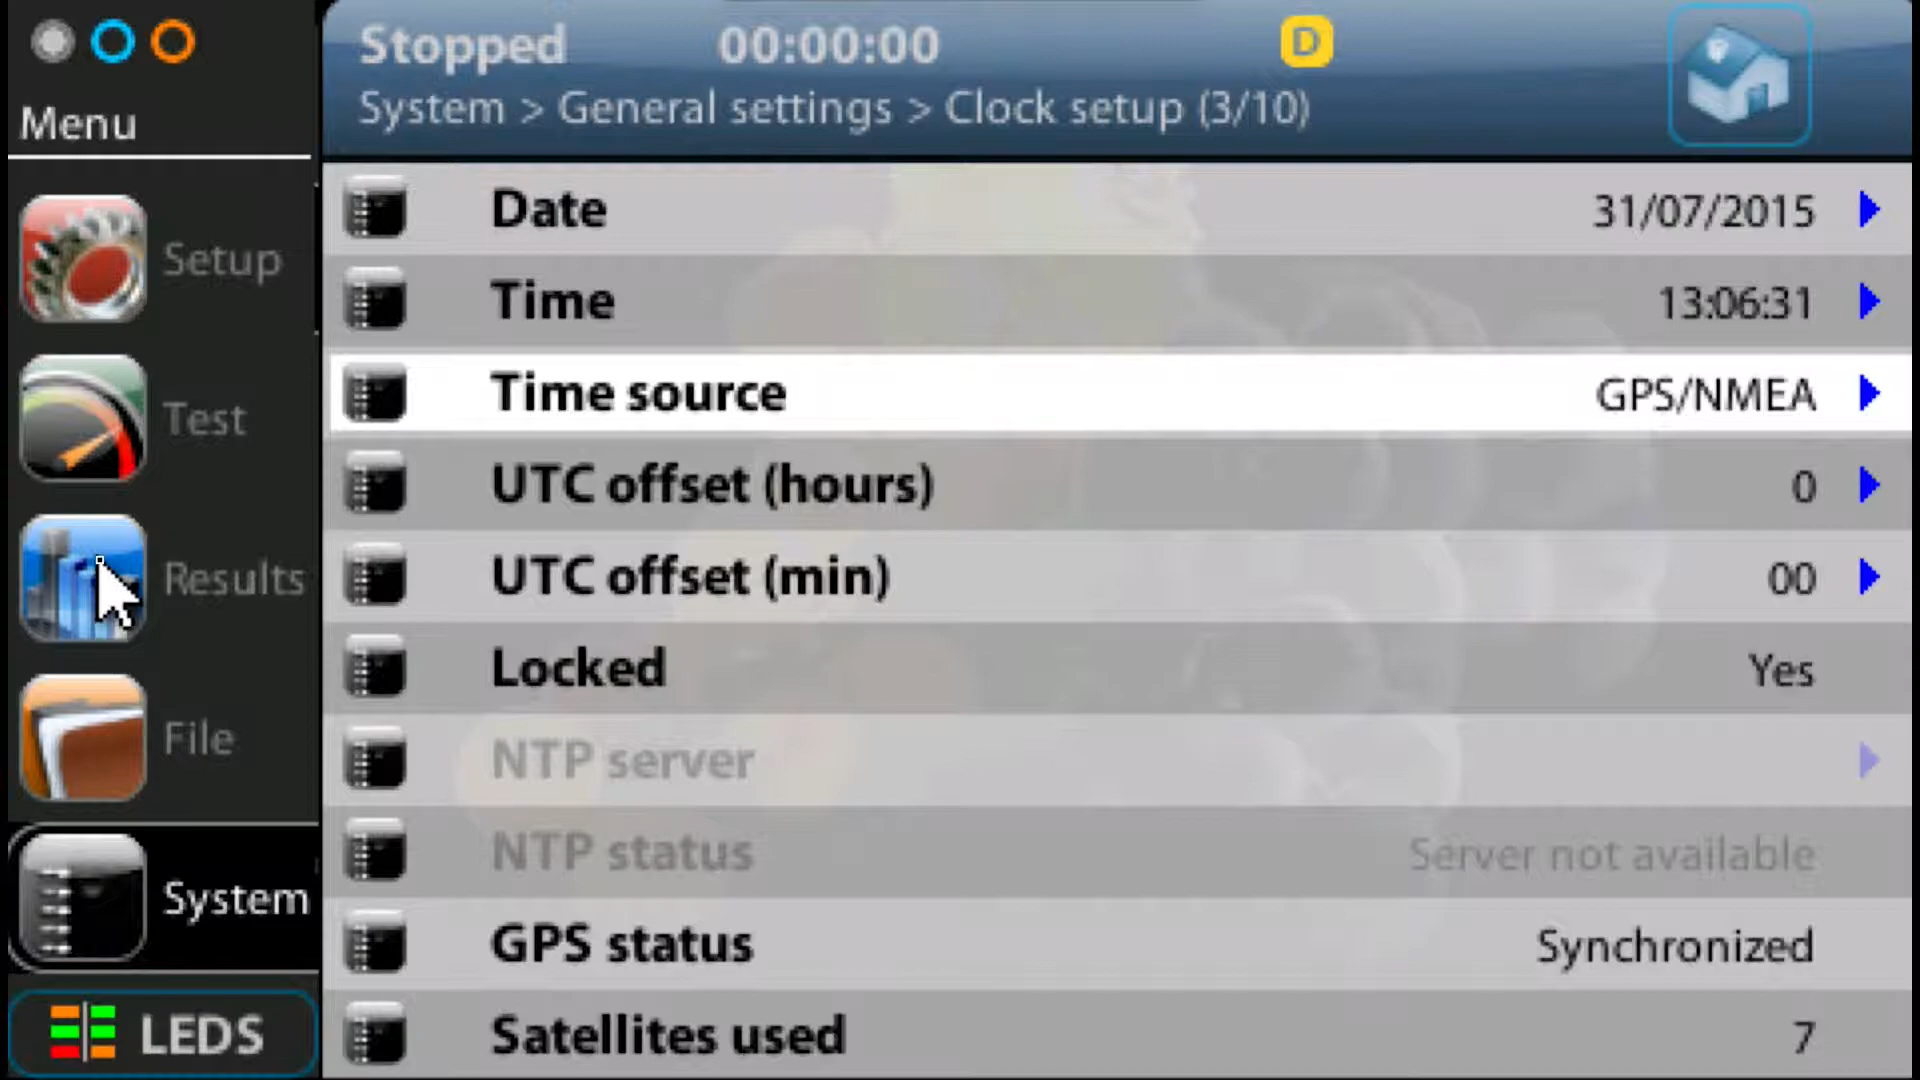 Stopped 00:00:00 D
System > General settings > Clock setup (3/10)
Menu
Setup
Test
Results
File
System
LEDS
Date 31/07/2015
Time 13:06:31
Time source GPS/NMEA
UTC offset (hours) 0
UTC offset (min) 00
Locked Yes
NTP server
NTP status Server not available
GPS status Synchronized
Satellites used 7